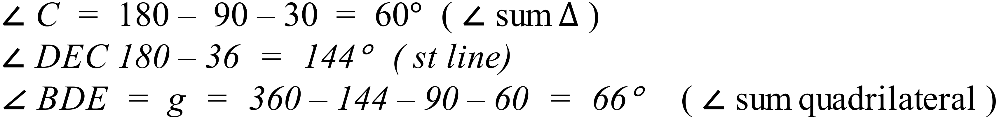 ∠ C = 180 – 90 – 30 = 60° ( ∠ sum Δ )
∠ DEC 180 – 36 = 144° ( st line)
∠ BDE = g = 360 – 144 – 90 – 60 = 66° ( ∠ sum quadrilateral )